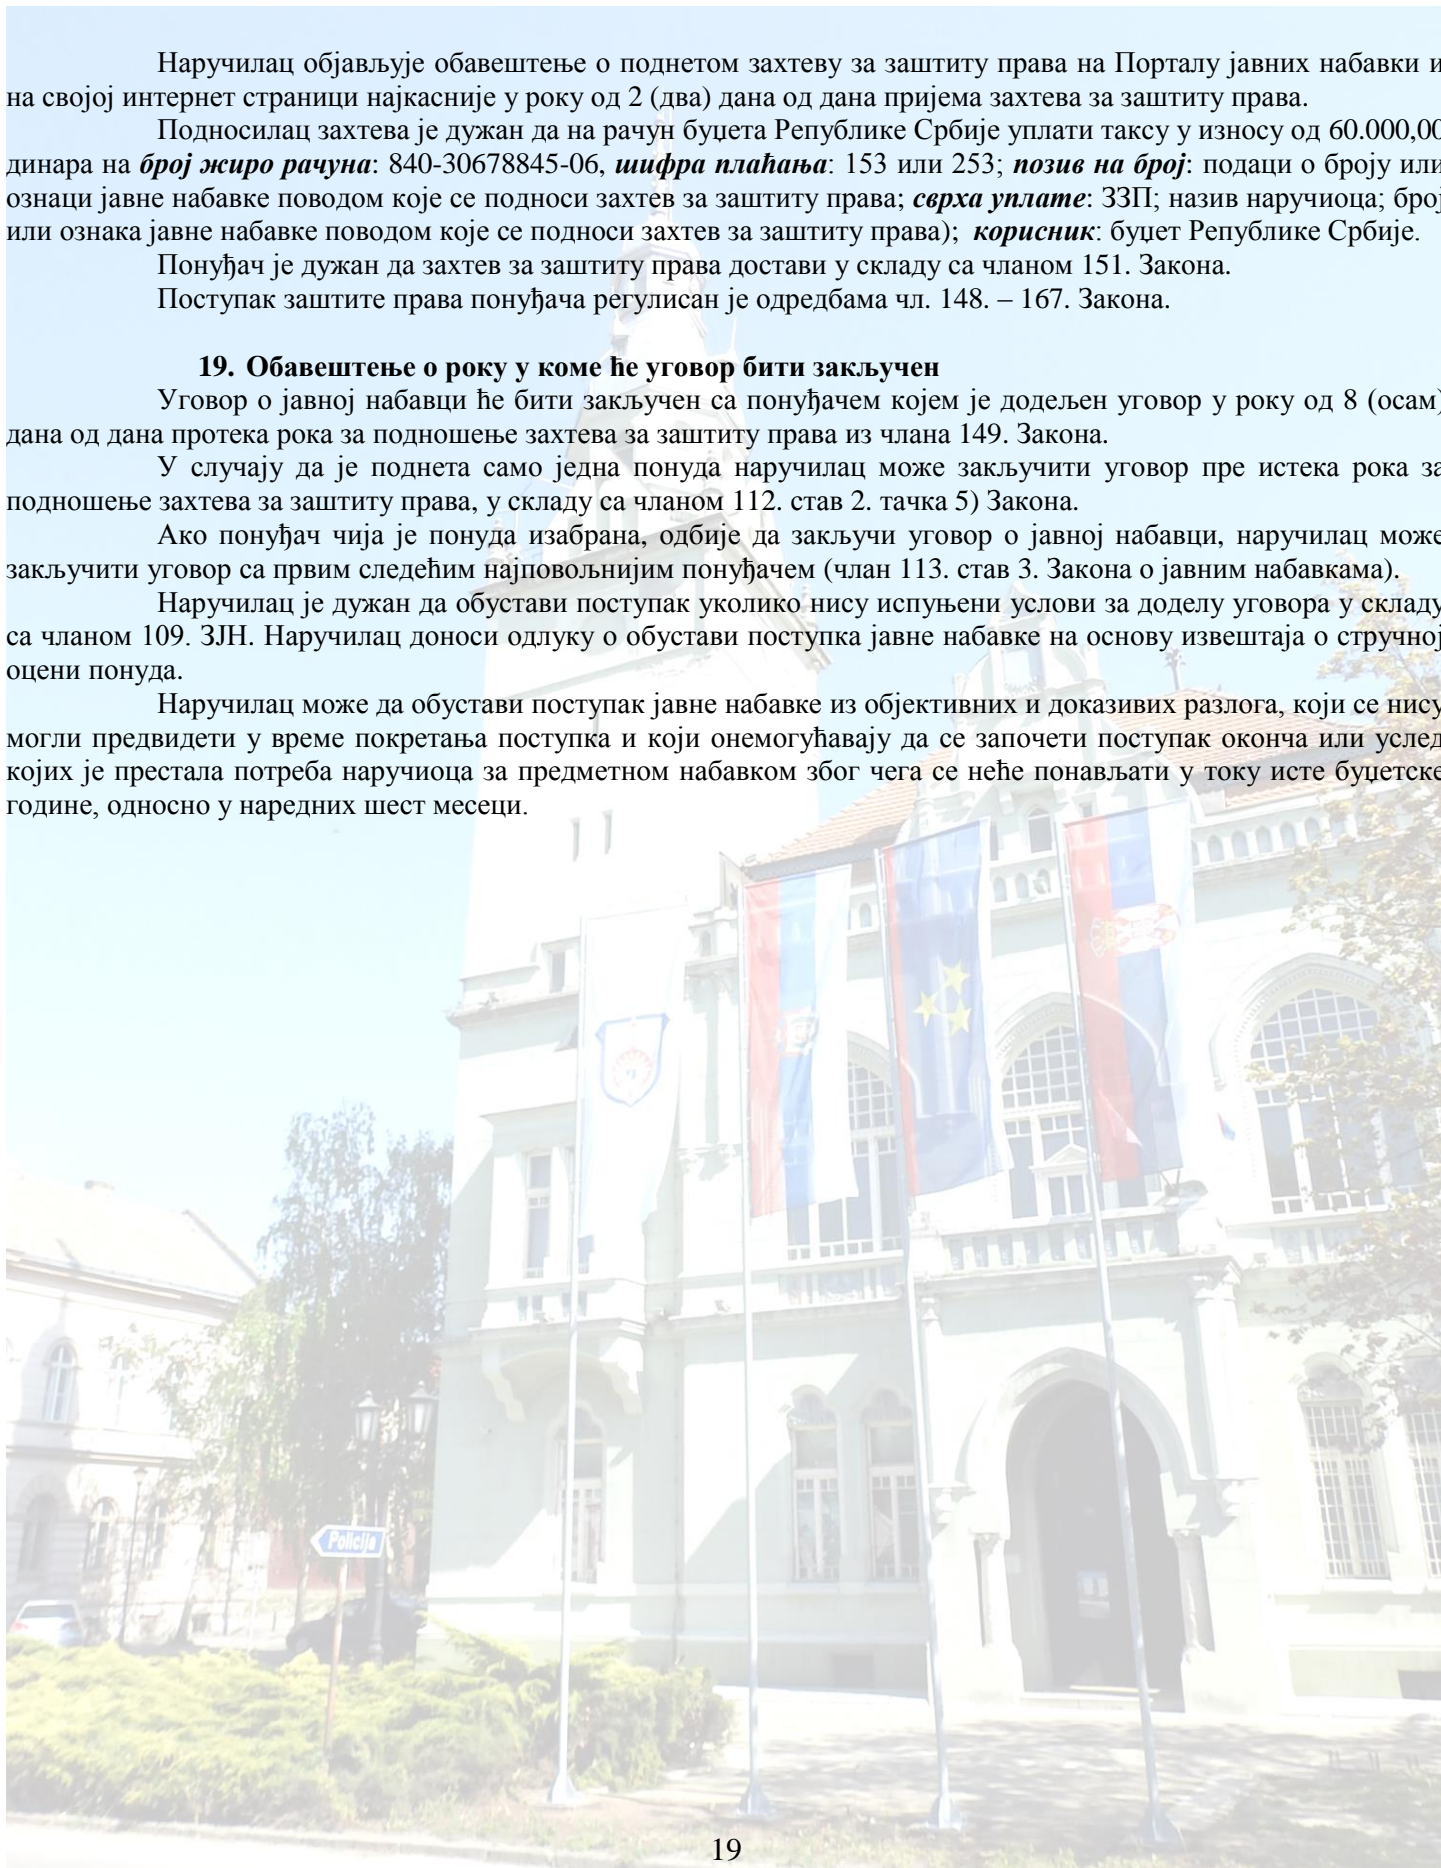 Наручилац објављује обавештење о поднетом захтеву за заштиту права на Порталу јавних набавки и
на својој интернет страници најкасније у року од 2 (два) дана од дана пријема захтева за заштиту права.
Подносилац захтева је дужан да на рачун буџета Републике Србије уплати таксу у износу од 60.000,00
динара на број жиро рачуна: 840-30678845-06, шифра плаћања: 153 или 253; позив на број: подаци о броју или
ознаци јавне набавке поводом које се подноси захтев за заштиту права; сврха уплате: ЗЗП; назив наручиоца; број
или ознака јавне набавке поводом које се подноси захтев за заштиту права); корисник: буџет Републике Србије.
Понуђач је дужан да захтев за заштиту права достави у складу са чланом 151. Закона.
Поступак заштите права понуђача регулисан је одредбама чл. 148. – 167. Закона.
19. Обавештење о року у коме ће уговор бити закључен
Уговор о јавној набавци ће бити закључен са понуђачем којем је додељен уговор у року од 8 (осам)
дана од дана протека рока за подношење захтева за заштиту права из члана 149. Закона.
У случају да је поднета само једна понуда наручилац може закључити уговор пре истека рока за
подношење захтева за заштиту права, у складу са чланом 112. став 2. тачка 5) Закона.
Ако понуђач чија је понуда изабрана, одбије да закључи уговор о јавној набавци, наручилац може
закључити уговор са првим следећим најповољнијим понуђачем (члан 113. став 3. Закона о јавним набавкама).
Наручилац је дужан да обустави поступак уколико нису испуњени услови за доделу уговора у складу
са чланом 109. ЗЈН. Наручилац доноси одлуку о обустави поступка јавне набавке на основу извештаја о стручној
оцени понуда.
Наручилац може да обустави поступак јавне набавке из објективних и доказивих разлога, који се нису
могли предвидети у време покретања поступка и који онемогућавају да се започети поступак оконча или услед
којих је престала потреба наручиоца за предметном набавком због чега се неће понављати у току исте буџетске
године, односно у наредних шест месеци.
Policija
19